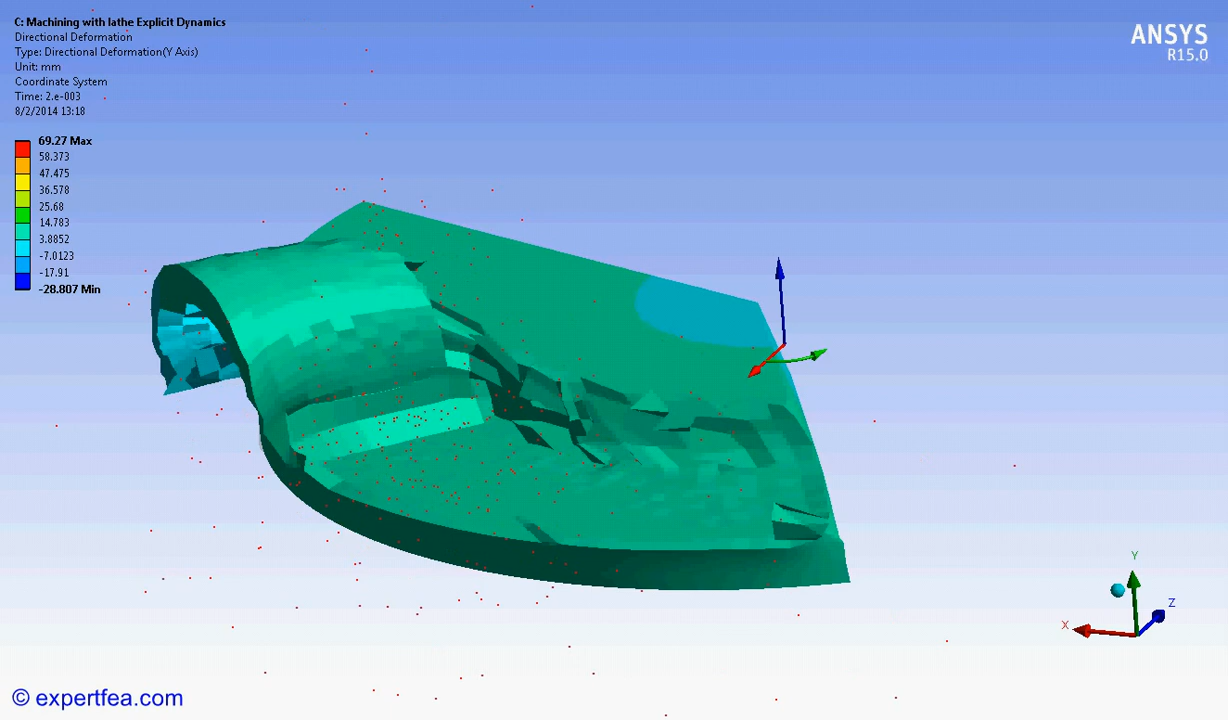 C: Machining with lathe Explicit Dynamics
Directional Deformation
Type: Directional Deformation(Y Axis)
Unit: mm
Coordinate System
Time: 2.e-003
8/2/2014 13:18
ANSYS
R15.0
69.27 Max
58.373
47.475
36.578
25.68
14.783
3.8852
-7.0123
-17.91
-28.807 Min
Y
Z
X
© expertfea.com